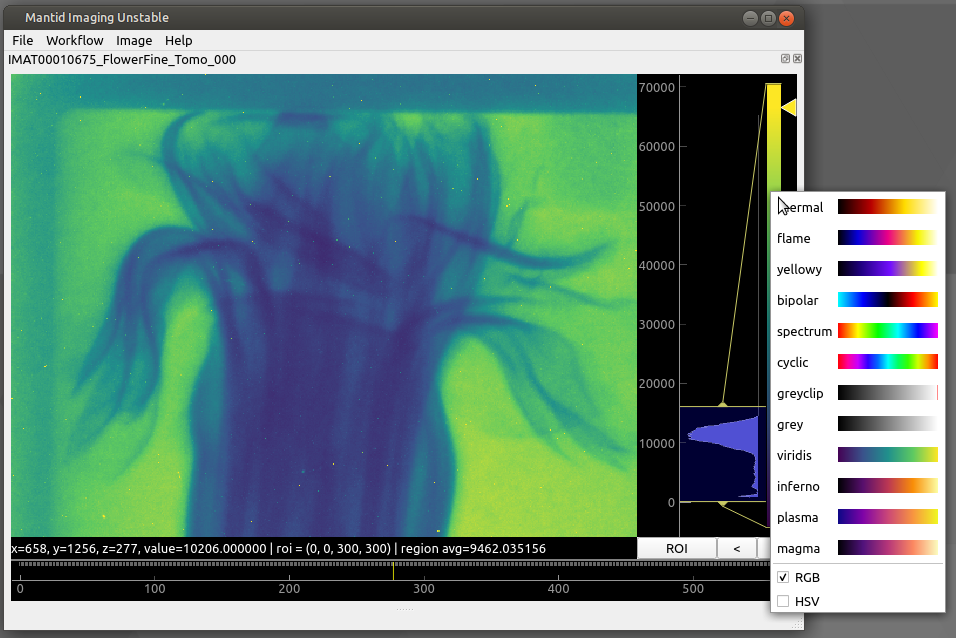 Mantid Imaging Unstable
File Workflow Image Help
IMAT00010675_FlowerFine_Tomo_000
70000
60000
50000
40000
30000
20000
10000
0
x=658, y=1256, z=277, value=10206.000000 | roi = (0, 0, 300, 300) | region avg=9462.035156
ROI <
0 100 200 300 400 500
flame
yellowy
bipolar
spectrum
cyclic
greyclip
grey
viridis
inferno
plasma
magma
RGB
HSV